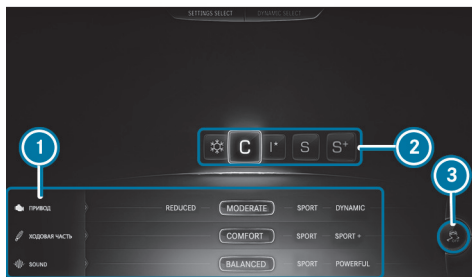 SETTINGS SELECT DYNAMIC SELECT
C I* S S+
2
1
3
ПРИВОД REDUCED MODERATE SPORT DYNAMIC
ХОДОВАЯ ЧАСТЬ COMFORT SPORT SPORT +
SOUND BALANCED SPORT POWERFUL